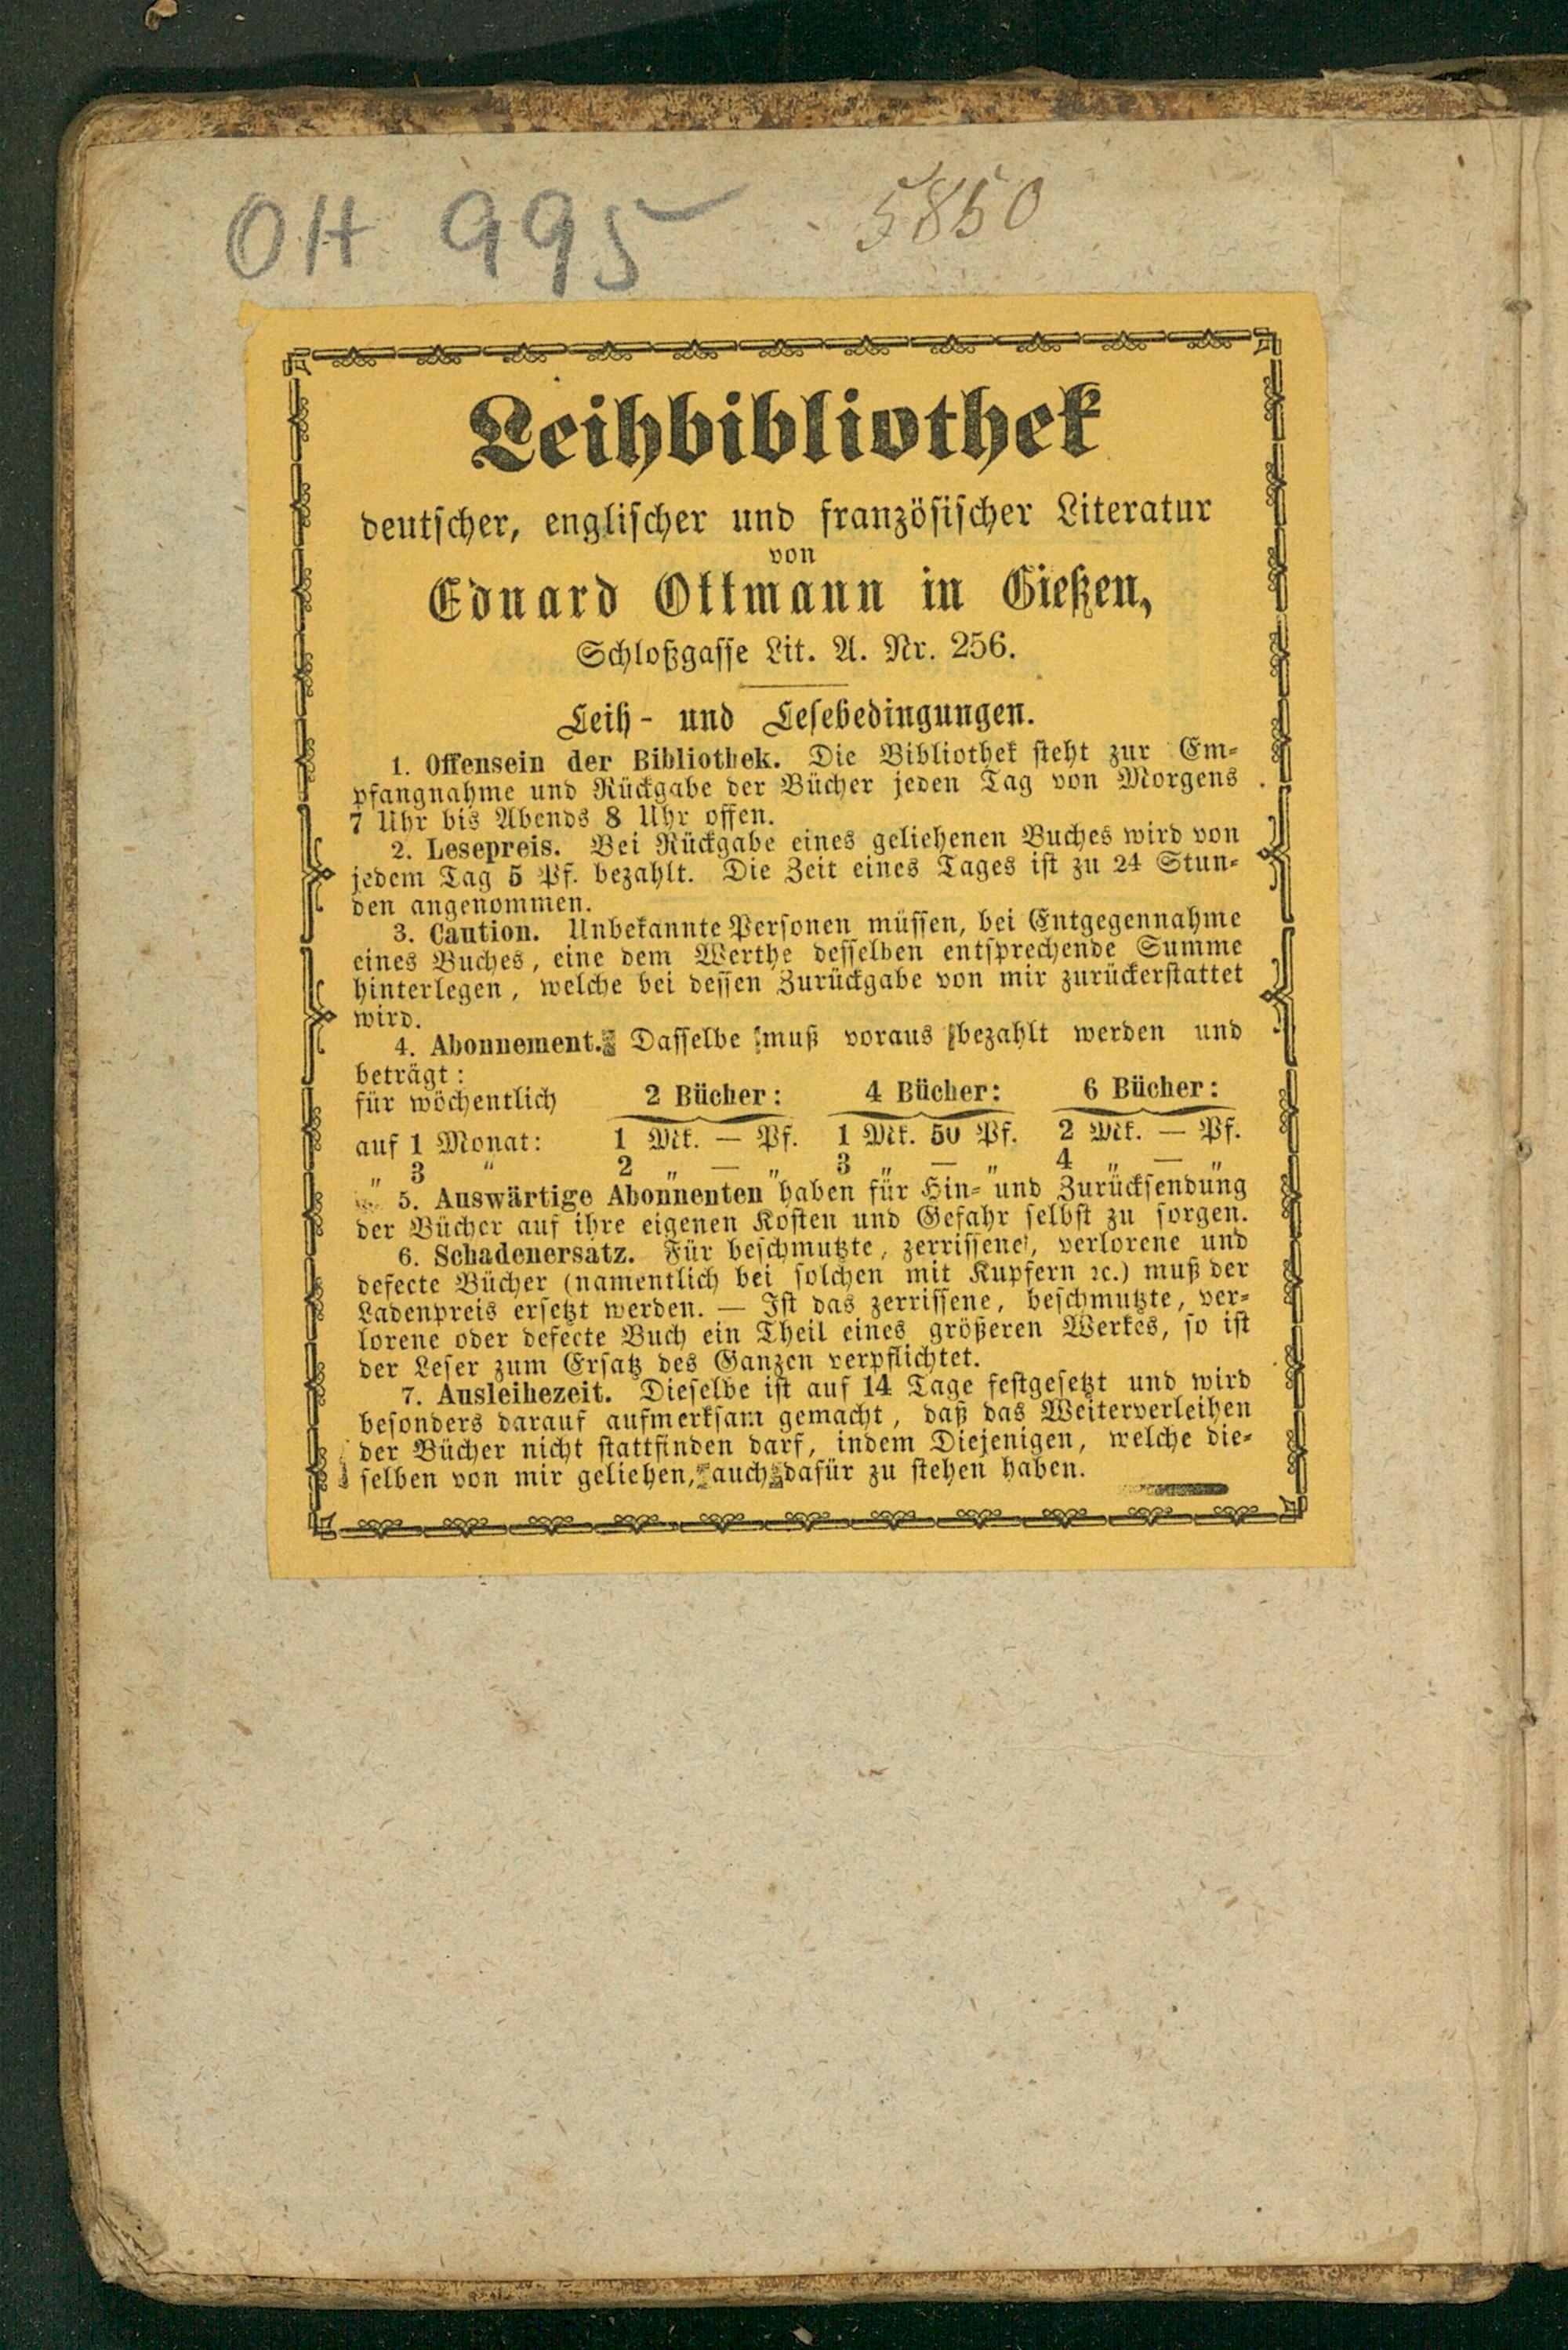 OH 995 5850
Leihbibliothek
deutscher, englischer und französischer Literatur
von
Eduard Ottmann in Gießen,
Schloßgasse Lit. A. Nr. 256.
Leih- und Lesebedingungen.
1. Offensein der Bibliothek. Die Bibliothek steht zur Em-
pfangnahme und Rückgabe der Bücher jeden Tag von Morgens
7 Uhr bis Abends 8 Uhr offen.
2. Lesepreis. Bei Rückgabe eines geliehenen Buches wird von
jedem Tag 5 Pf. bezahlt. Die Zeit eines Tages ist zu 24 Stun-
den angenommen.
3. Caution. Unbekannte Personen müssen, bei Entgegennahme
eines Buches, eine dem Werthe desselben entsprechende Summe
hinterlegen, welche bei dessen Zurückgabe von mir zurückerstattet
wird.
4. Abonnement. Dasselbe muß voraus bezahlt werden und
beträgt:
für wöchentlich 2 Bücher: 4 Bücher: 6 Bücher:
auf 1 Monat: 1 Mk. — Pf. 1 Mk. 50 Pf. 2 Mk. — Pf.
„ 3 „ 2 „ — „ 3 „ — „ 4 „ — „
5. Auswärtige Abonnenten haben für Hin- und Zurücksendung
der Bücher auf ihre eigenen Kosten und Gefahr selbst zu sorgen.
6. Schadenersatz. Für beschmutzte, zerrissene, verlorene und
defecte Bücher (namentlich bei solchen mit Kupfern ꝛc.) muß der
Ladenpreis ersetzt werden. — Ist das zerrissene, beschmutzte, ver-
lorene oder defecte Buch ein Theil eines größeren Werkes, so ist
der Leser zum Ersatz des Ganzen verpflichtet.
7. Ausleihezeit. Dieselbe ist auf 14 Tage festgesetzt und wird
besonders darauf aufmerksam gemacht, daß das Weiterverleihen
der Bücher nicht stattfinden darf, indem Diejenigen, welche die-
selben von mir geliehen, auch dafür zu stehen haben.